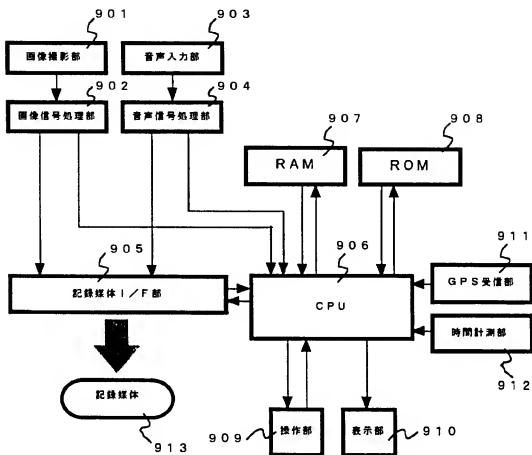 901
903
画像撮影部
音声入力部
902
904
画像信号処理部
音声信号処理部
907
908
RAM
ROM
905
906
911
記録媒体I/F部
CPU
GPS受信部
時間計測部
912
記録媒体
913
909
操作部
表示部
910